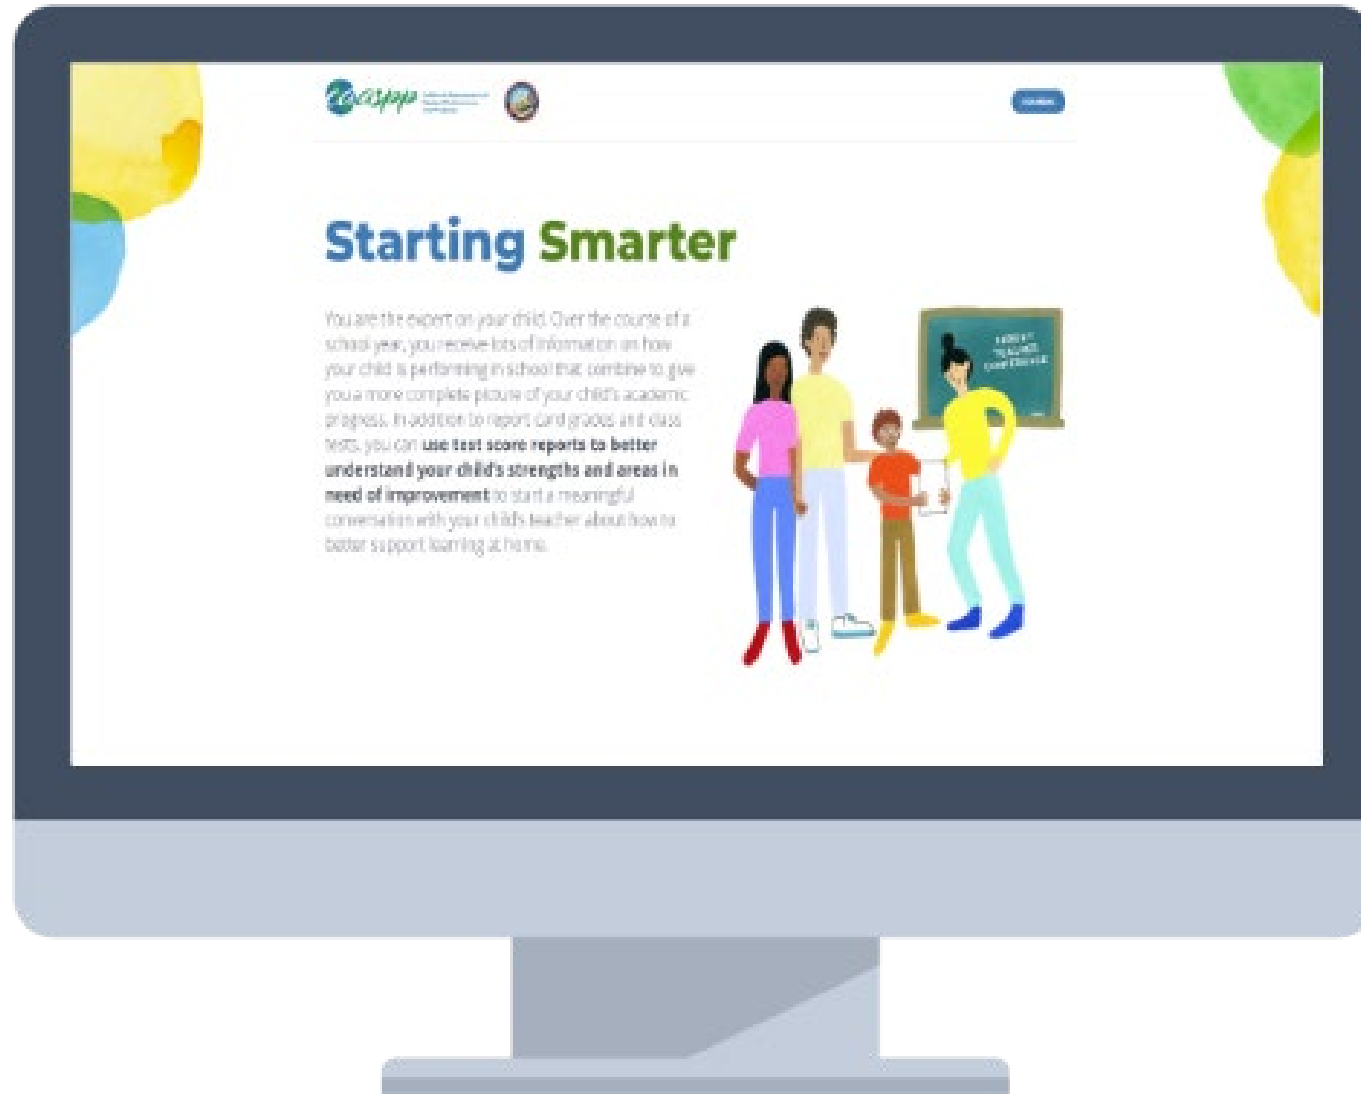 caaspp
Starting Smarter
You are the expert on your child. Over the course of a
school year, you receive lots of information on how
your child is performing in school that combine to give
you a more complete picture of your child's academic
progress. In addition to report card grades and class
tests, you can use test score reports to better
understand your child's strengths and areas in
need of improvement to start a meaningful
conversation with your child's teacher about how to
better support learning at home.
PARENT
TEACHER
CONFERENCE